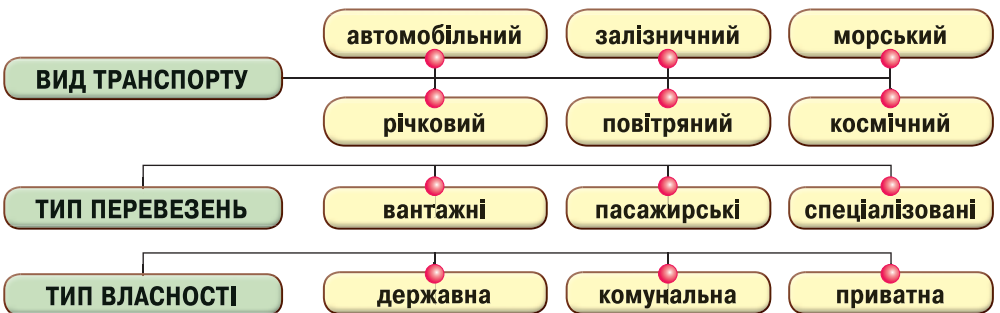 автомобільний залізничний морський
ВИД ТРАНСПОРТУ
річковий повітряний космічний
ТИП ПЕРЕВЕЗЕНЬ вантажні пасажирські спеціалізовані
ТИП ВЛАСНОСТІ державна комунальна приватна